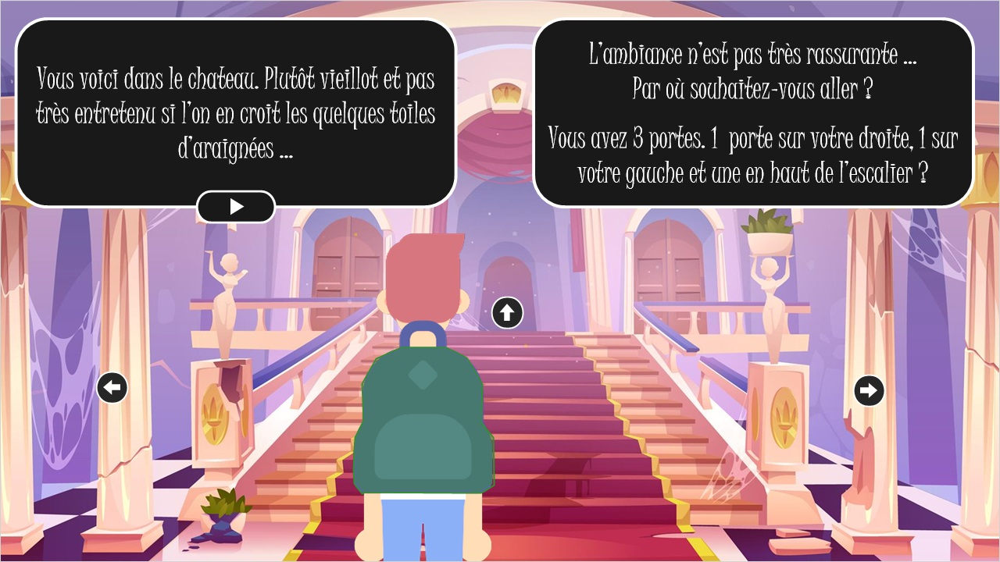 Vous voici dans le chateau. Plutôt vieillot et pas
très entretenu si l'on en croit les quelques toiles
d'araignées ...
L'ambiance n'est pas très rassurante ...
Par où souhaitez-vous aller ?
Vous avez 3 portes. 1 porte sur votre droite, 1 sur
votre gauche et une en haut de l'escalier ?